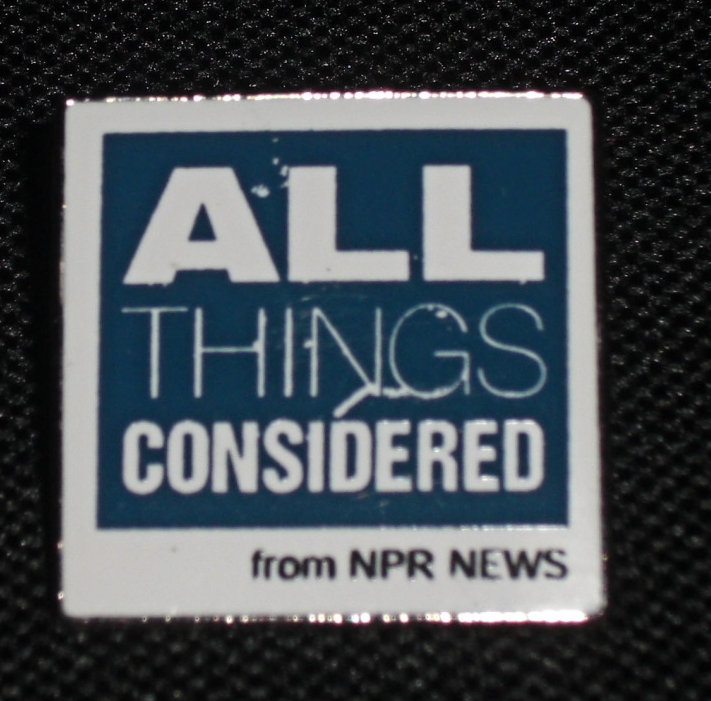 ALL
THINGS
CONSIDERED
from NPR NEWS